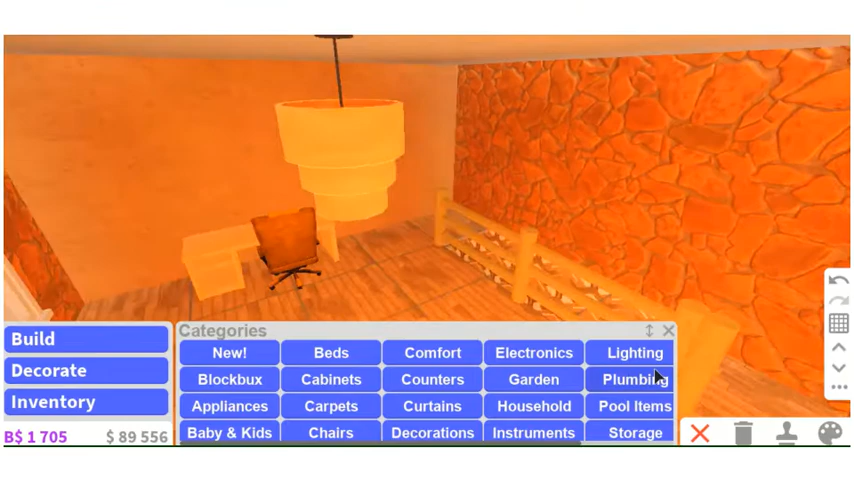 Categories
Build
Decorate
Inventory
B$ 1 705 $ 89 556
New! Beds Comfort Electronics Lighting
Blockbux Cabinets Counters Garden Plumbing
Appliances Carpets Curtains Household Pool Items
Baby & Kids Chairs Decorations Instruments Storage